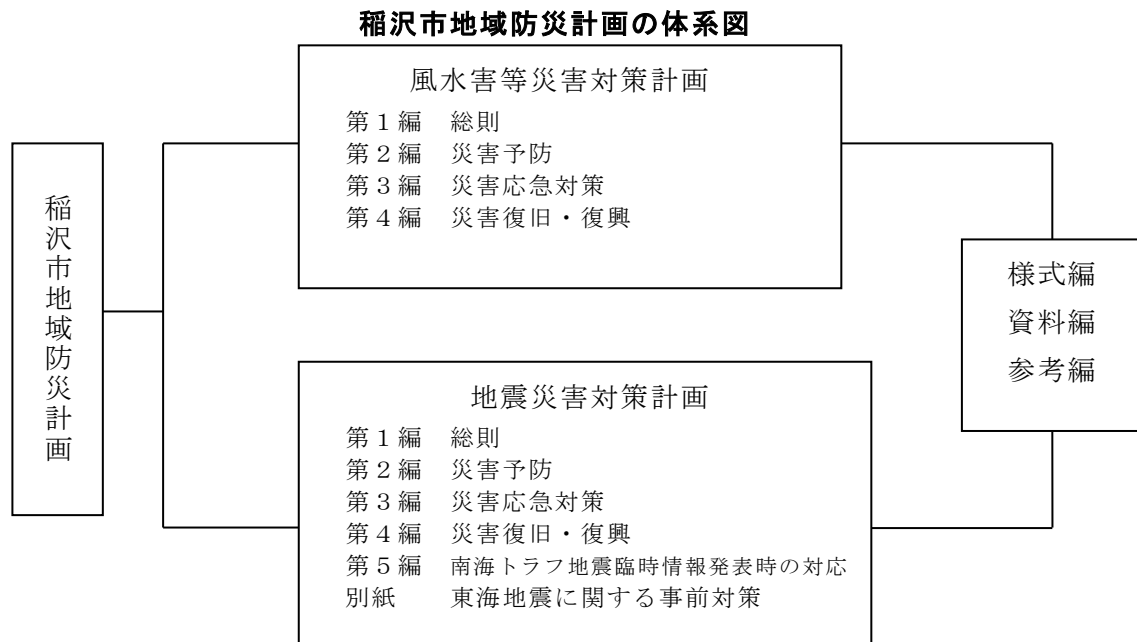 稲沢市地域防災計画の体系図
稲沢市地域防災計画
風水害等災害対策計画
第１編　総則
第２編　災害予防
第３編　災害応急対策
第４編　災害復旧・復興
地震災害対策計画
第１編　総則
第２編　災害予防
第３編　災害応急対策
第４編　災害復旧・復興
第５編　南海トラフ地震臨時情報発表時の対応
別紙　東海地震に関する事前対策
様式編
資料編
参考編